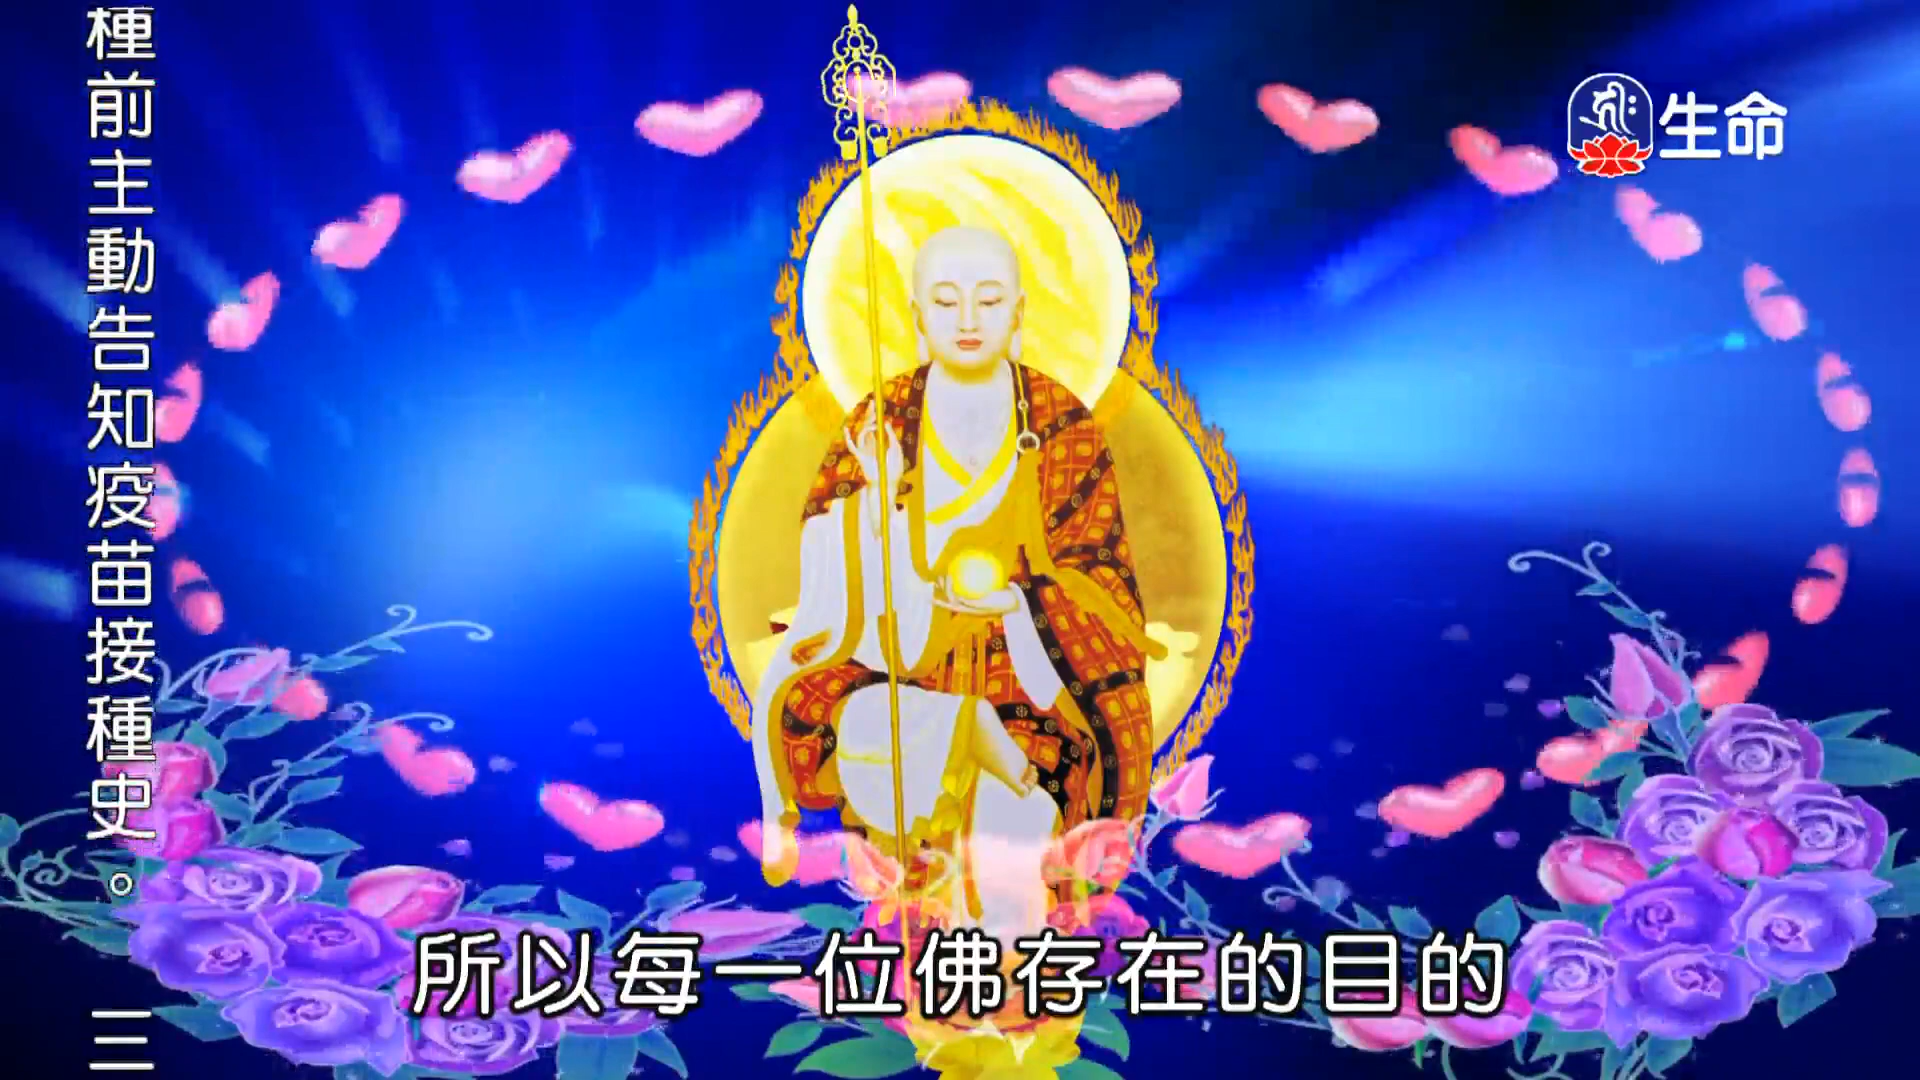 種前主動告知疫苗接種史。 三
生命
所以每一位佛存在的目的